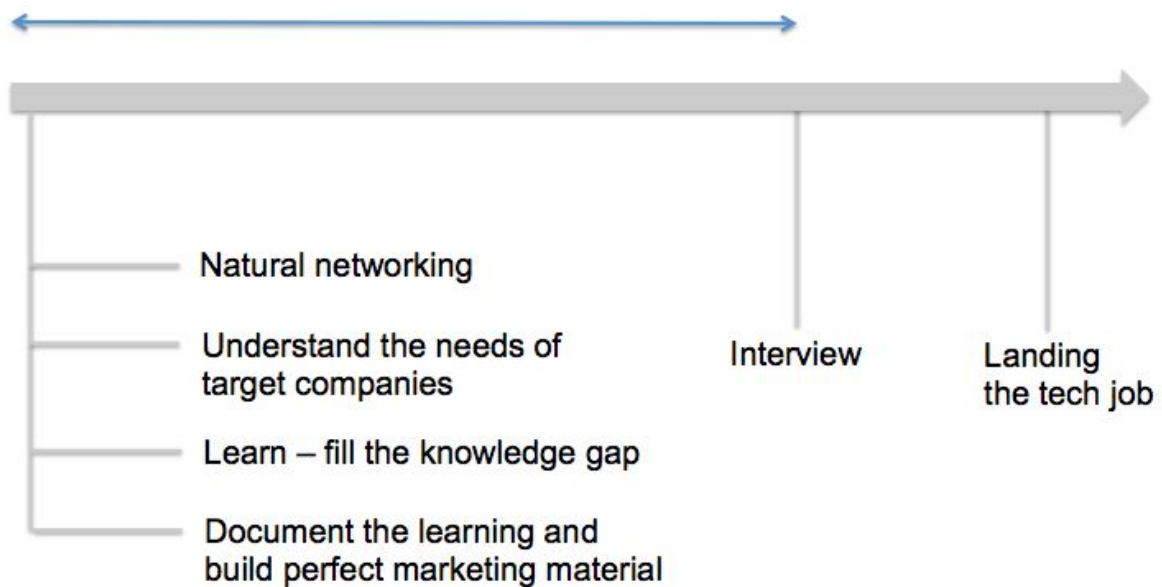 Natural networking
Understand the needs of
target companies
Learn – fill the knowledge gap
Document the learning and
build perfect marketing material
Interview
Landing
the tech job